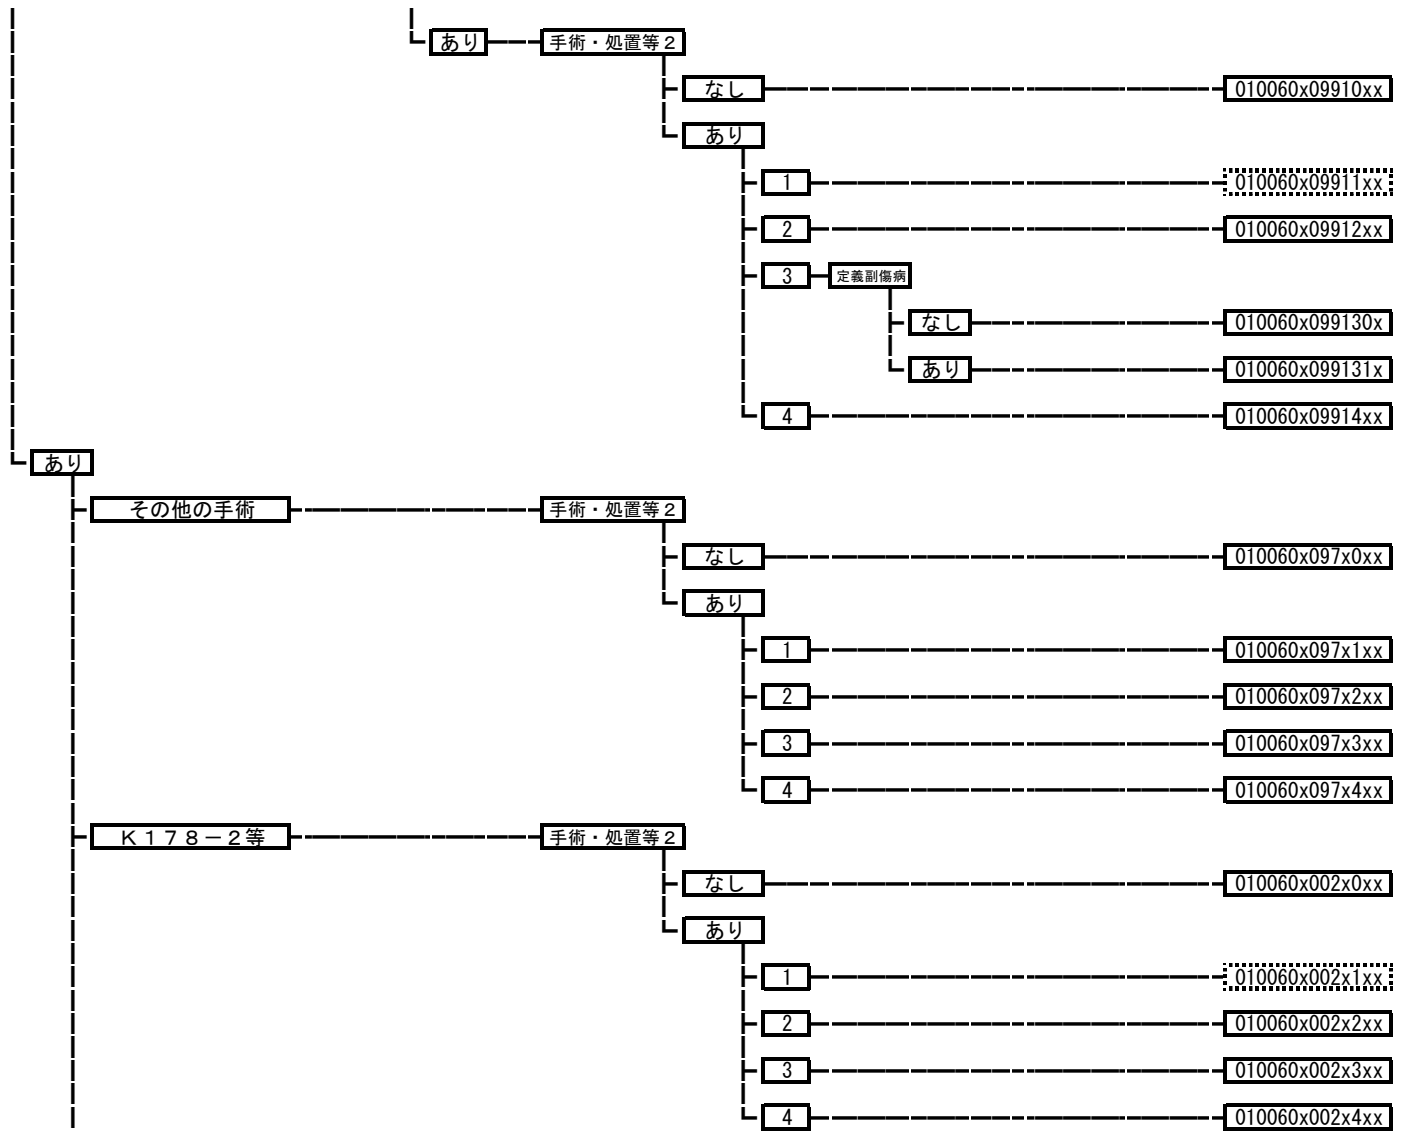 あり 手術・処置等２
なし 010060x09910xx
あり
1 010060x09911xx
2 010060x09912xx
3 定義副傷病
なし 010060x099130x
あり 010060x099131x
4 010060x09914xx
あり
その他の手術 手術・処置等２
なし 010060x097x0xx
あり
1 010060x097x1xx
2 010060x097x2xx
3 010060x097x3xx
4 010060x097x4xx
Ｋ１７８－２等 手術・処置等２
なし 010060x002x0xx
あり
1 010060x002x1xx
2 010060x002x2xx
3 010060x002x3xx
4 010060x002x4xx